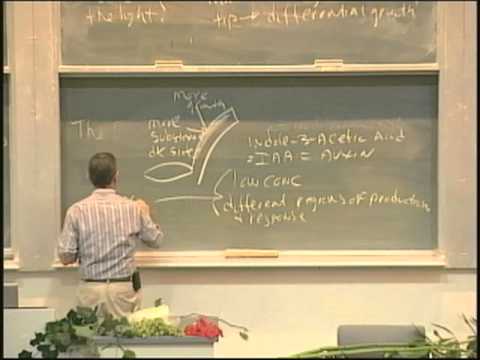 the light?
tip → differential growth
more
growth
Th
more
substance
dk side
Indole-3-Acetic Acid
= IAA = Auxin
low conc
different regions of production
+ response